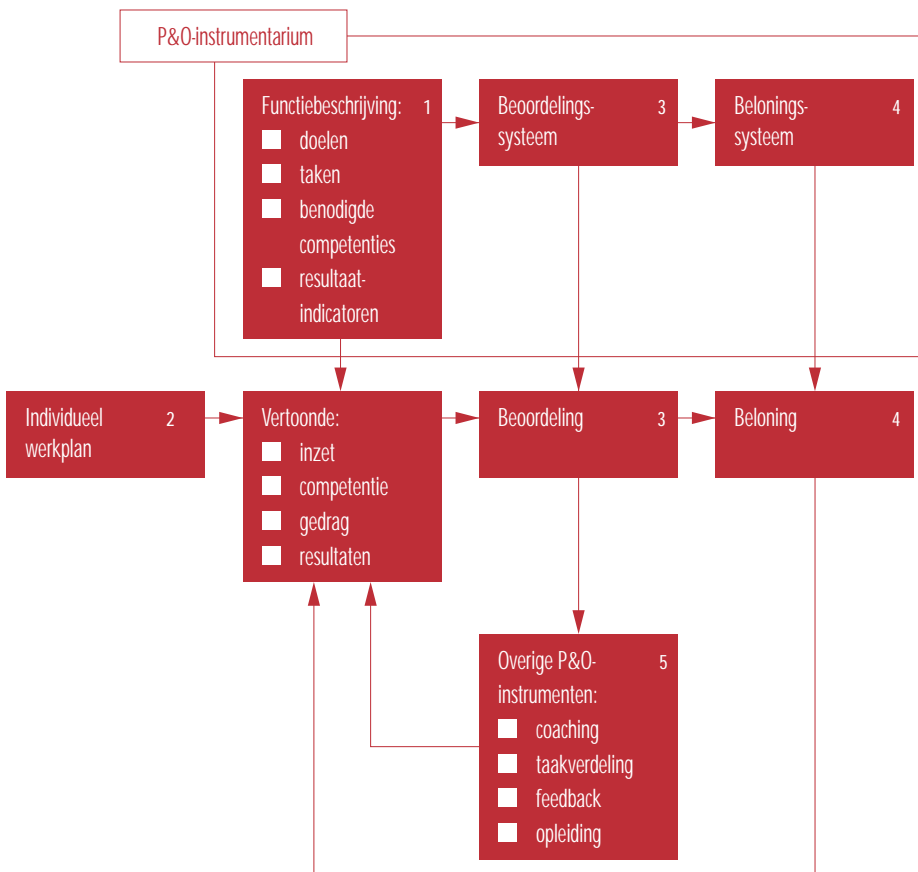 P&O-instrumentarium
Functiebeschrijving: 1
doelen
taken
benodigde
competenties
resultaat-
indicatoren
Beoordelings- 3
systeem
Belonings- 4
systeem
Individueel 2
werkplan
Vertoonde:
inzet
competentie
gedrag
resultaten
Beoordeling 3
Beloning 4
Overige P&O- 5
instrumenten:
coaching
taakverdeling
feedback
opleiding